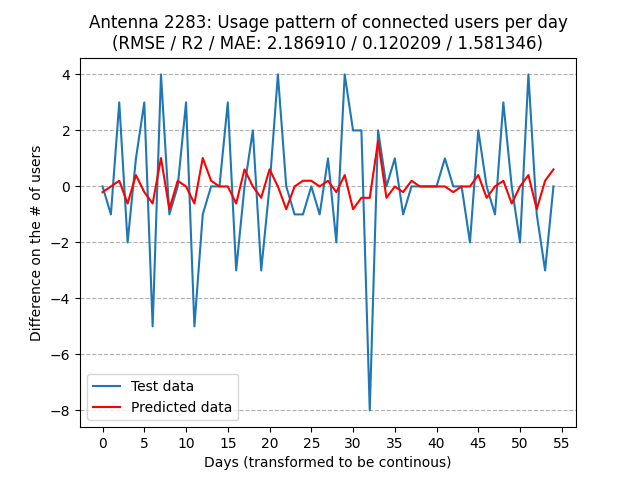 Antenna 2283: Usage pattern of connected users per day
(RMSE / R2 / MAE: 2.186910 / 0.120209 / 1.581346)
Difference on the # of users
4
2
0
−2
−4
−6
−8
Test data
Predicted data
0 5 10 15 20 25 30 35 40 45 50 55
Days (transformed to be continous)